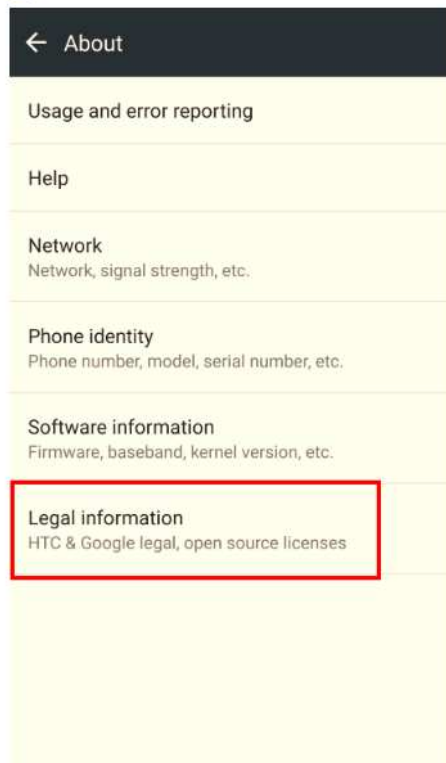 ← About
Usage and error reporting
Help
Network
Network, signal strength, etc.
Phone identity
Phone number, model, serial number, etc.
Software information
Firmware, baseband, kernel version, etc.
Legal information
HTC & Google legal, open source licenses